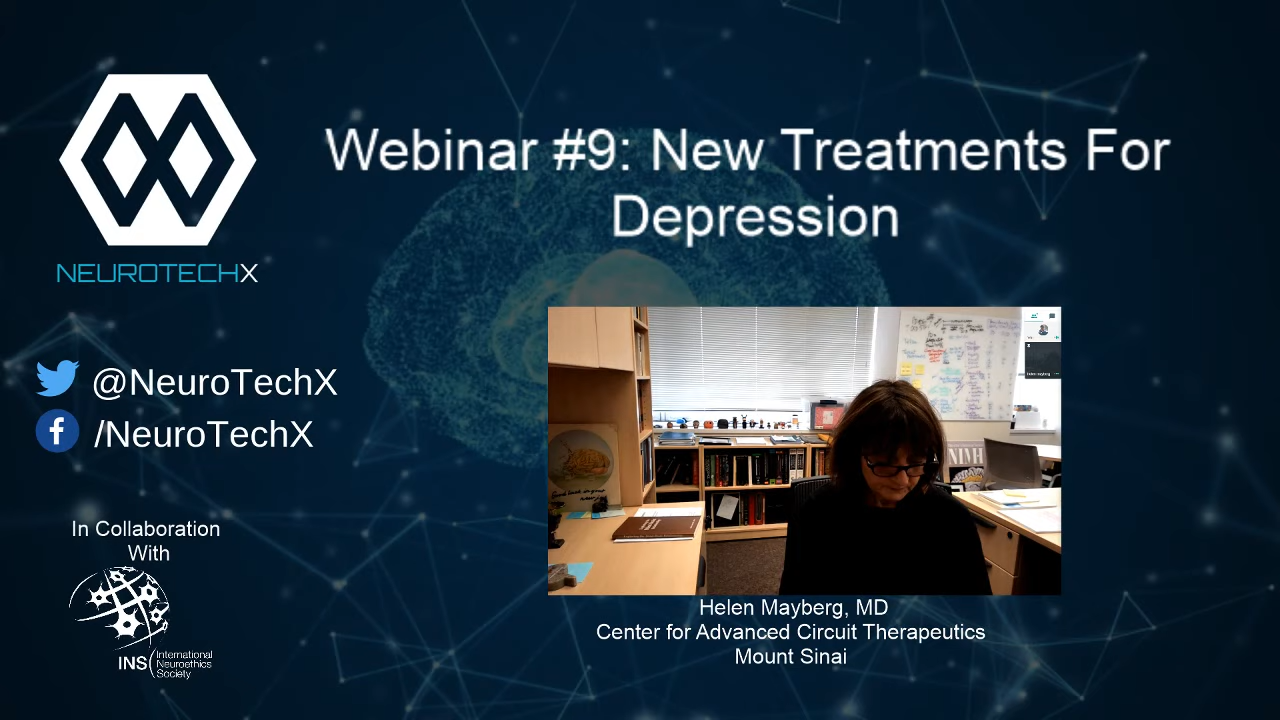 Webinar #9: New Treatments For
Depression
NEUROTECHX
@NeuroTechX
/NeuroTechX
In Collaboration
With
INS
International
Neuroethics
Society
NIMH
Helen Mayberg, MD
Center for Advanced Circuit Therapeutics
Mount Sinai